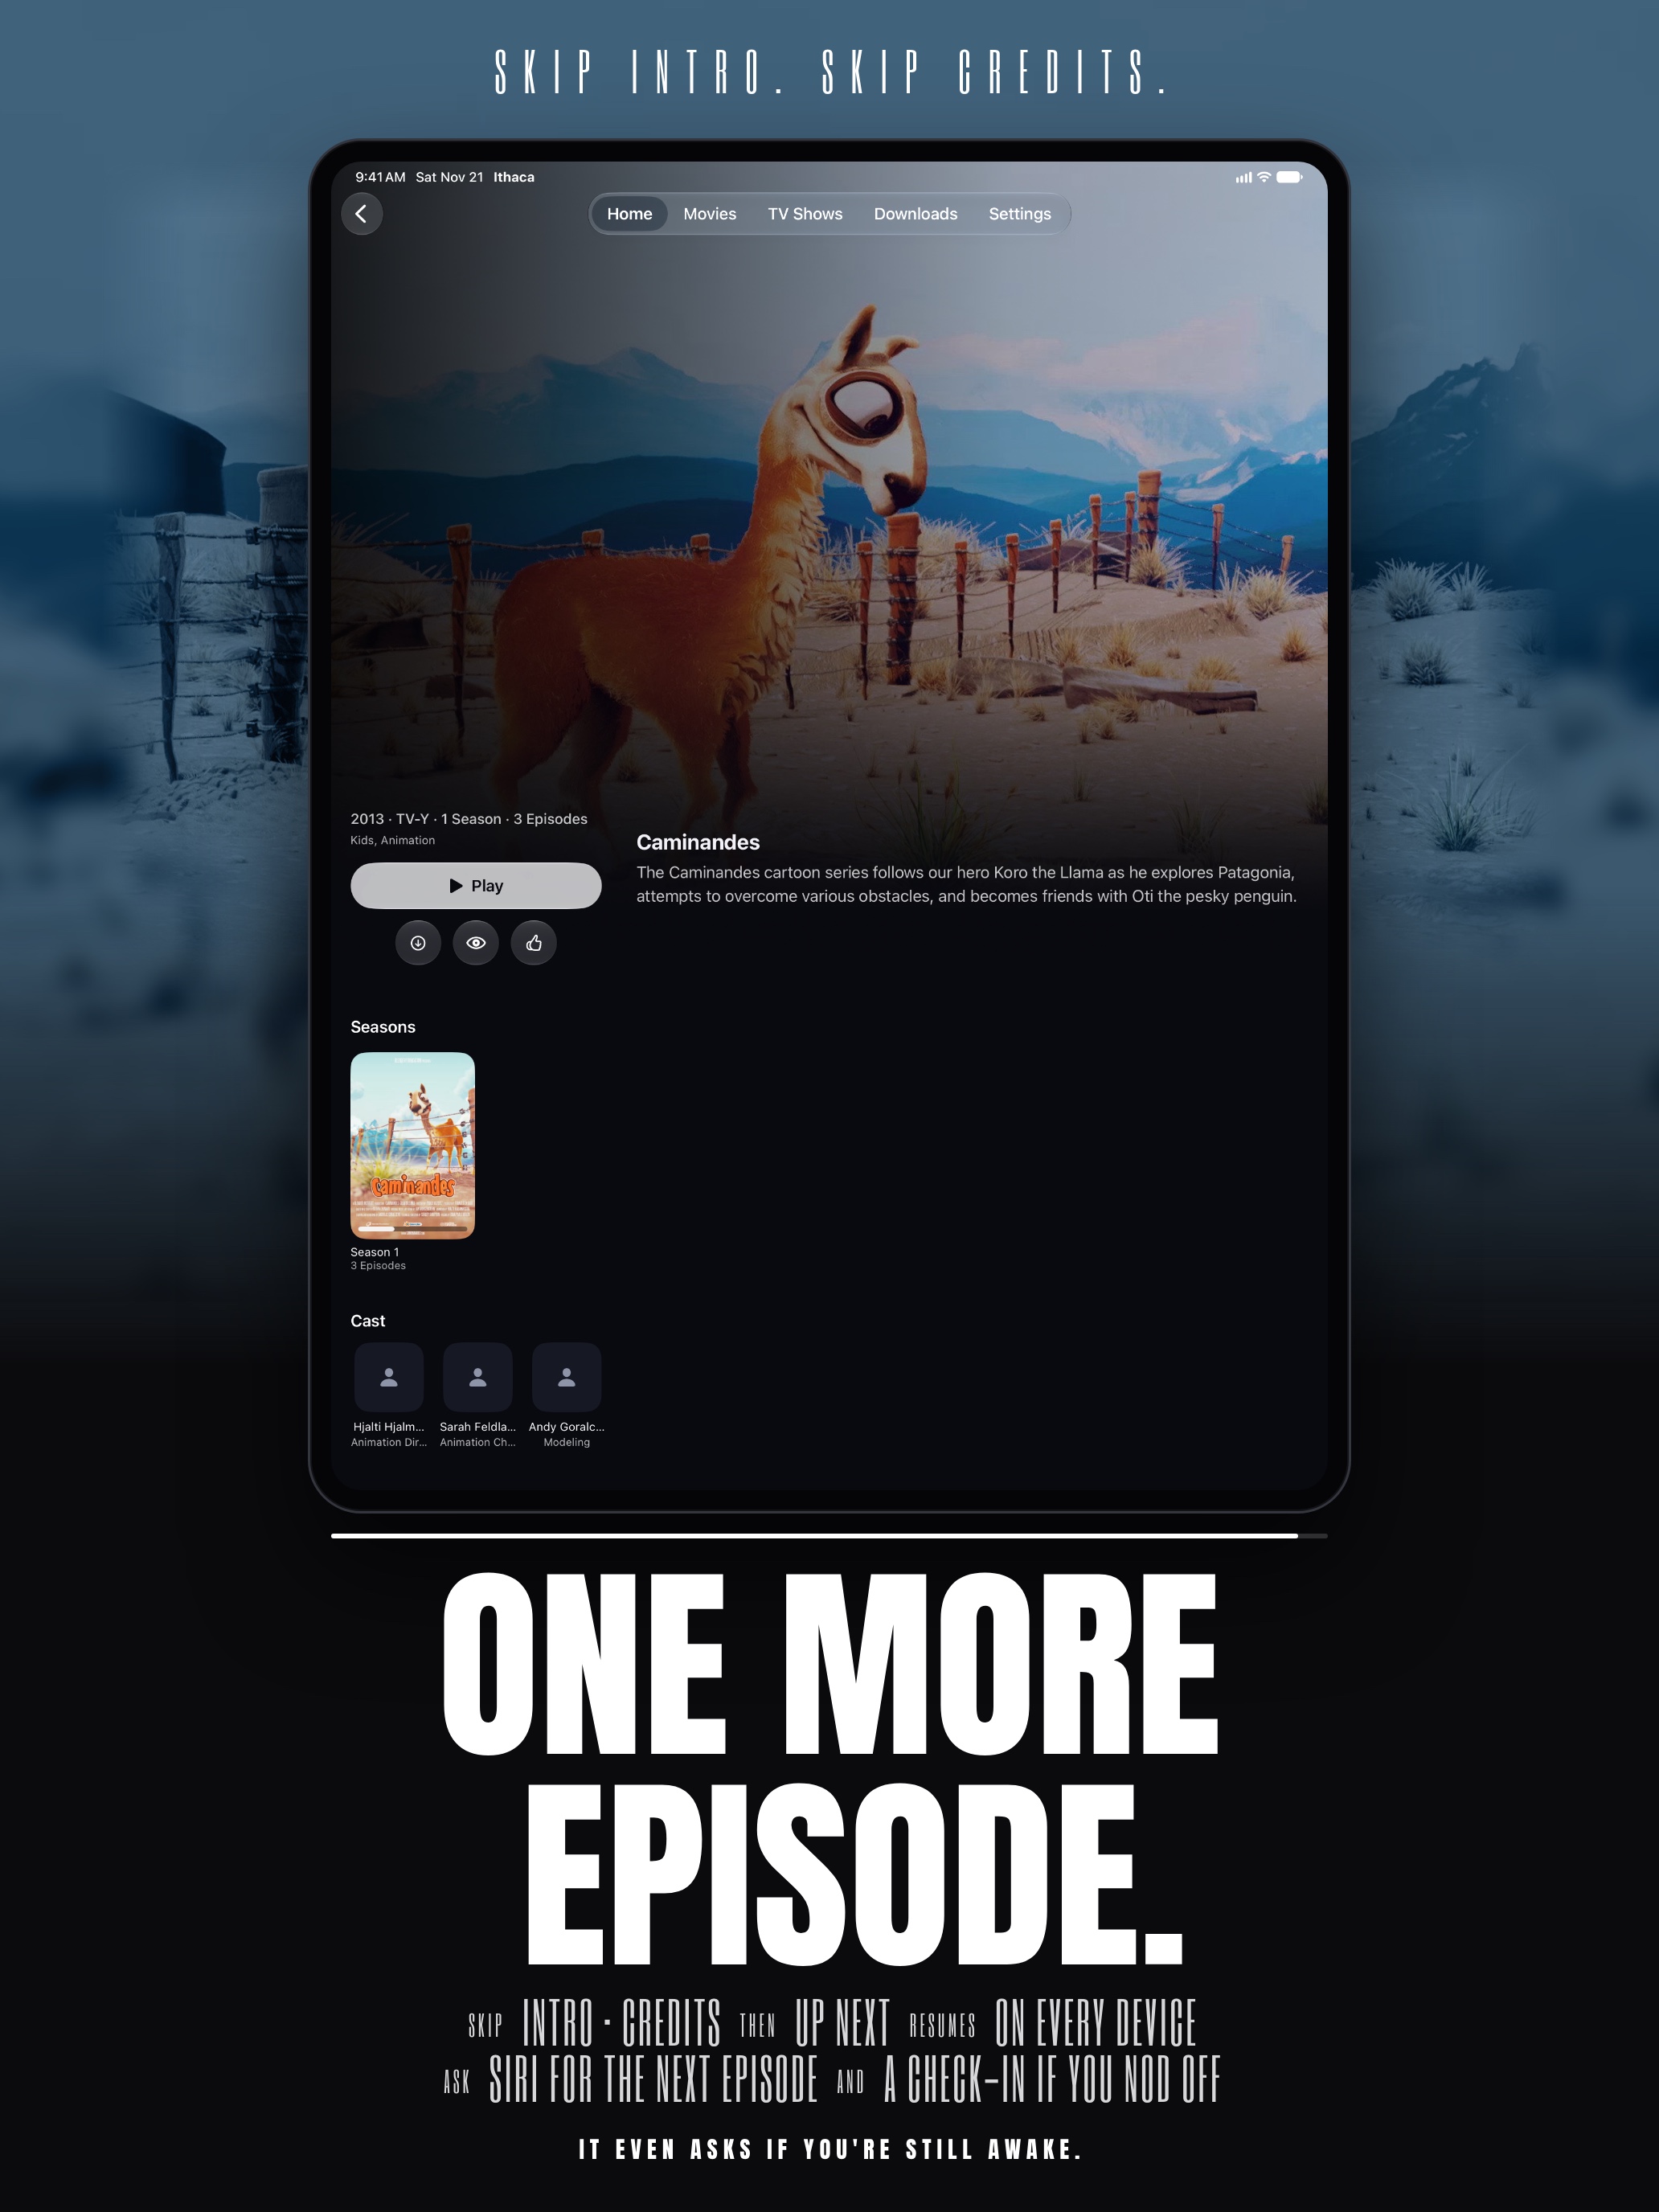 SKIP INTRO. SKIP CREDITS.
9:41 AM Sat Nov 21 Ithaca
Home Movies TV Shows Downloads Settings
2013 · TV-Y · 1 Season · 3 Episodes
Kids, Animation
Play
Caminandes
The Caminandes cartoon series follows our hero Koro the Llama as he explores Patagonia,
attempts to overcome various obstacles, and becomes friends with Oti the pesky penguin.
Seasons
Caminandes
Season 1
3 Episodes
Cast
Hjalti Hjalm... Sarah Feldla... Andy Goralc...
Animation Dir... Animation Ch... Modeling
ONE MORE
EPISODE.
SKIP INTRO · CREDITS THEN UP NEXT RESUMES ON EVERY DEVICE
ASK SIRI FOR THE NEXT EPISODE AND A CHECK-IN IF YOU NOD OFF
IT EVEN ASKS IF YOU'RE STILL AWAKE.